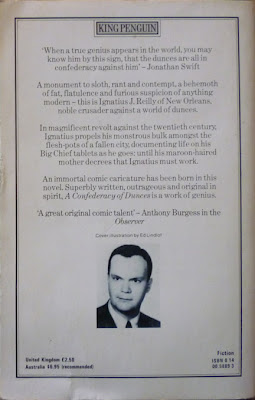 KING PENGUIN
'When a true genius appears in the world, you may
know him by this sign, that the dunces are all in
confederacy against him' – Jonathan Swift
A monument to sloth, rant and contempt, a behemoth
of fat, flatulence and furious suspicion of anything
modern – this is Ignatius J. Reilly of New Orleans,
noble crusader against a world of dunces.
In magnificent revolt against the twentieth century,
Ignatius propels his monstrous bulk amongst the
flesh-pots of a fallen city, documenting life on his
Big Chief tablets as he goes until his maroon-haired
mother decrees that Ignatius must work.
An immortal comic caricature has been born in this
novel. Superbly written, outrageous and original in
spirit, A Confederacy of Dunces is a work of genius.
'A great original comic talent' – Anthony Burgess in the
Observer
Cover illustration by Ed Lindlof
United Kingdom £2.50
Australia $6.95 (recommended)
Fiction
ISBN 0 14